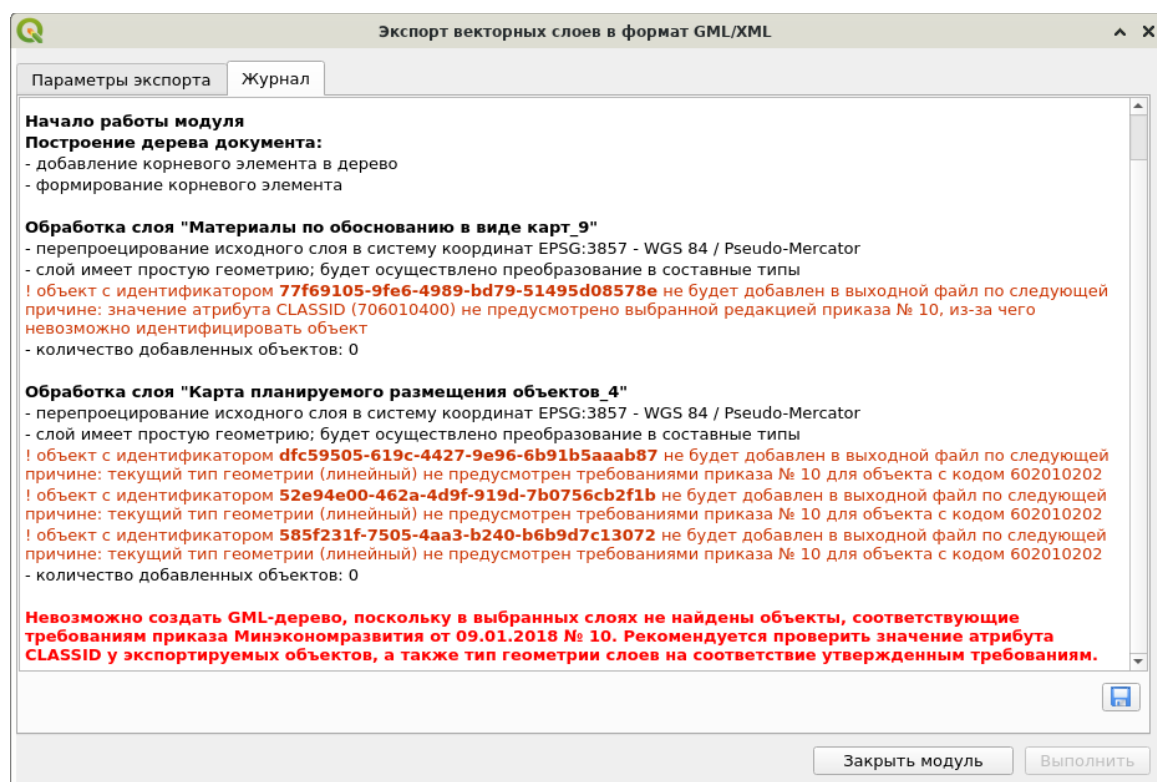 Экспорт векторных слоев в формат GML/XML
Параметры экспорта
Журнал
Начало работы модуля
Построение дерева документа:
- добавление корневого элемента в дерево
- формирование корневого элемента
Обработка слоя "Материалы по обоснованию в виде карт_9"
- перепроецирование исходного слоя в систему координат EPSG:3857 - WGS 84 / Pseudo-Mercator
- слой имеет простую геометрию; будет осуществлено преобразование в составные типы
! объект с идентификатором 77f69105-9fe6-4989-bd79-51495d08578e не будет добавлен в выходной файл по следующей
причине: значение атрибута CLASSID (706010400) не предусмотрено выбранной редакцией приказа № 10, из-за чего
невозможно идентифицировать объект
- количество добавленных объектов: 0
Обработка слоя "Карта планируемого размещения объектов_4"
- перепроецирование исходного слоя в систему координат EPSG:3857 - WGS 84 / Pseudo-Mercator
- слой имеет простую геометрию; будет осуществлено преобразование в составные типы
! объект с идентификатором dfc59505-619c-4427-9e96-6b91b5aaab87 не будет добавлен в выходной файл по следующей
причине: текущий тип геометрии (линейный) не предусмотрен требованиями приказа № 10 для объекта с кодом 602010202
! объект с идентификатором 52e94e00-462a-4d9f-919d-7b0756cb2f1b не будет добавлен в выходной файл по следующей
причине: текущий тип геометрии (линейный) не предусмотрен требованиями приказа № 10 для объекта с кодом 602010202
! объект с идентификатором 585f231f-7505-4aa3-b240-b6b9d7c13072 не будет добавлен в выходной файл по следующей
причине: текущий тип геометрии (линейный) не предусмотрен требованиями приказа № 10 для объекта с кодом 602010202
- количество добавленных объектов: 0
Невозможно создать GML-дерево, поскольку в выбранных слоях не найдены объекты, соответствующие
требованиям приказа Минэкономразвития от 09.01.2018 № 10. Рекомендуется проверить значение атрибута
CLASSID у экспортируемых объектов, а также тип геометрии слоев на соответствие утвержденным требованиям.
Закрыть модуль
Выполнить